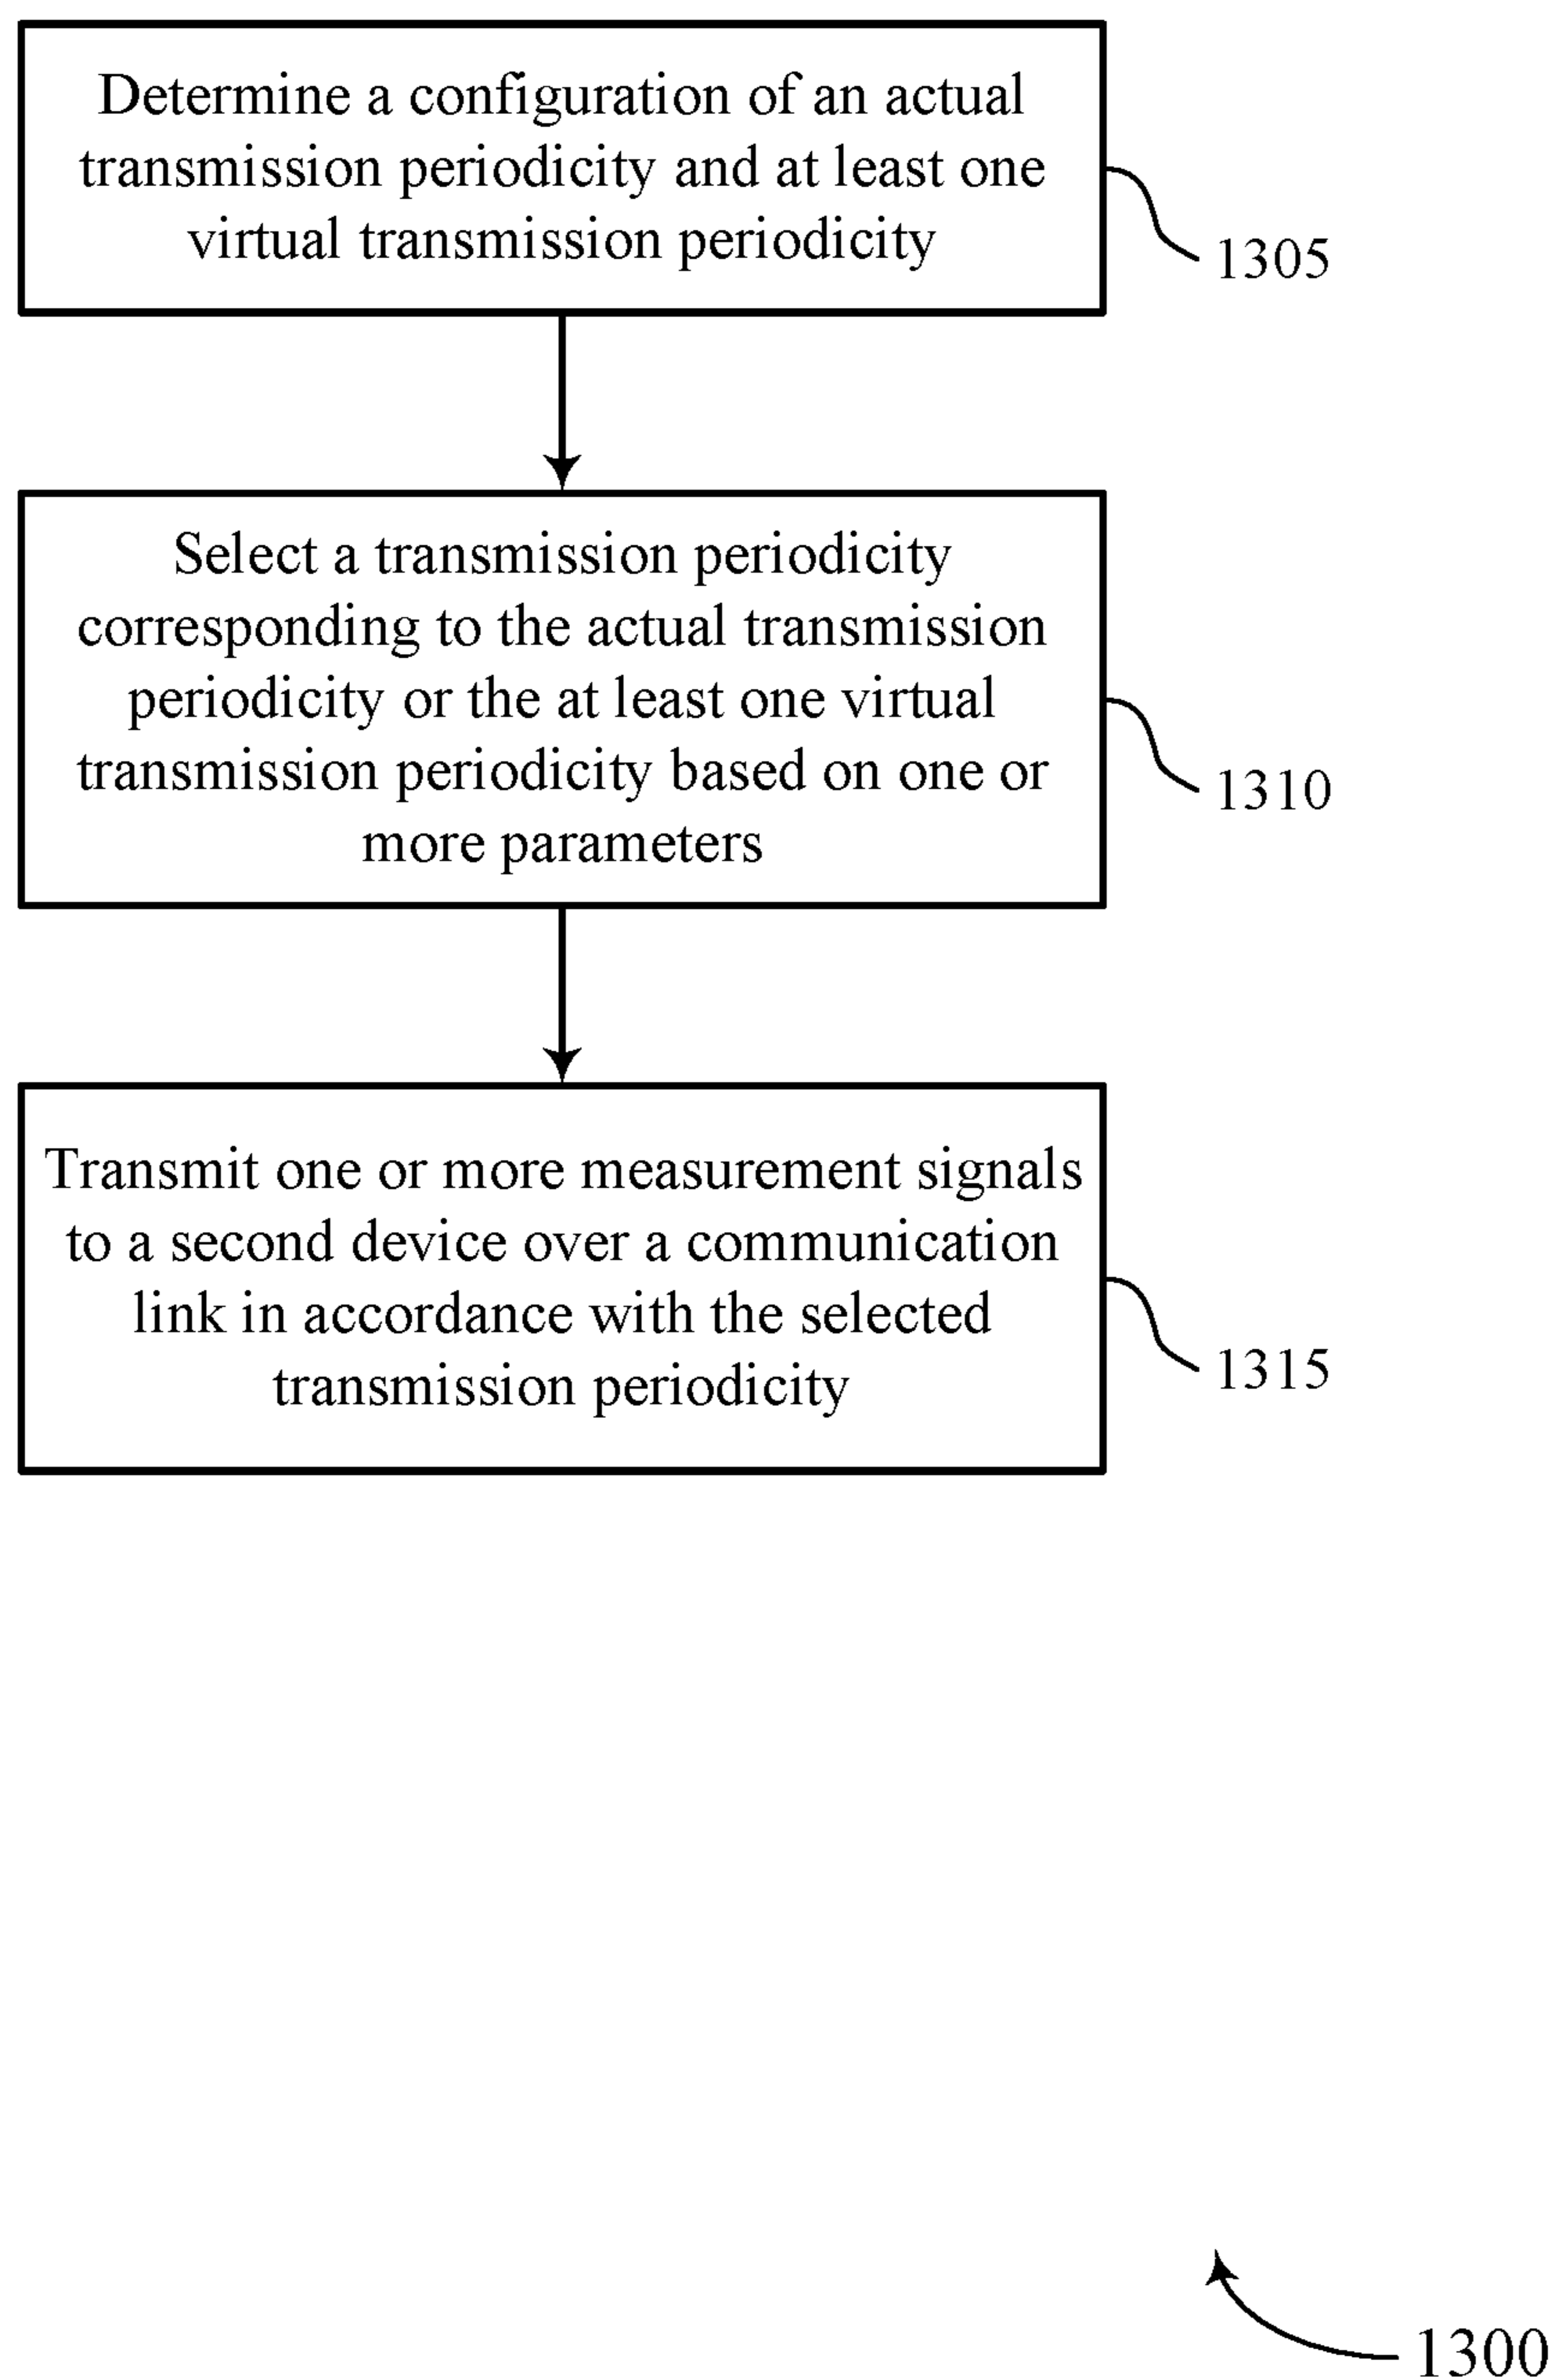 Determine a configuration of an actual
transmission periodicity and at least one
virtual transmission periodicity
1305
Select a transmission periodicity
corresponding to the actual transmission
periodicity or the at least one virtual
transmission periodicity based on one or
more parameters
1310
Transmit one or more measurement signals
to a second device over a communication
link in accordance with the selected
transmission periodicity
1315
1300